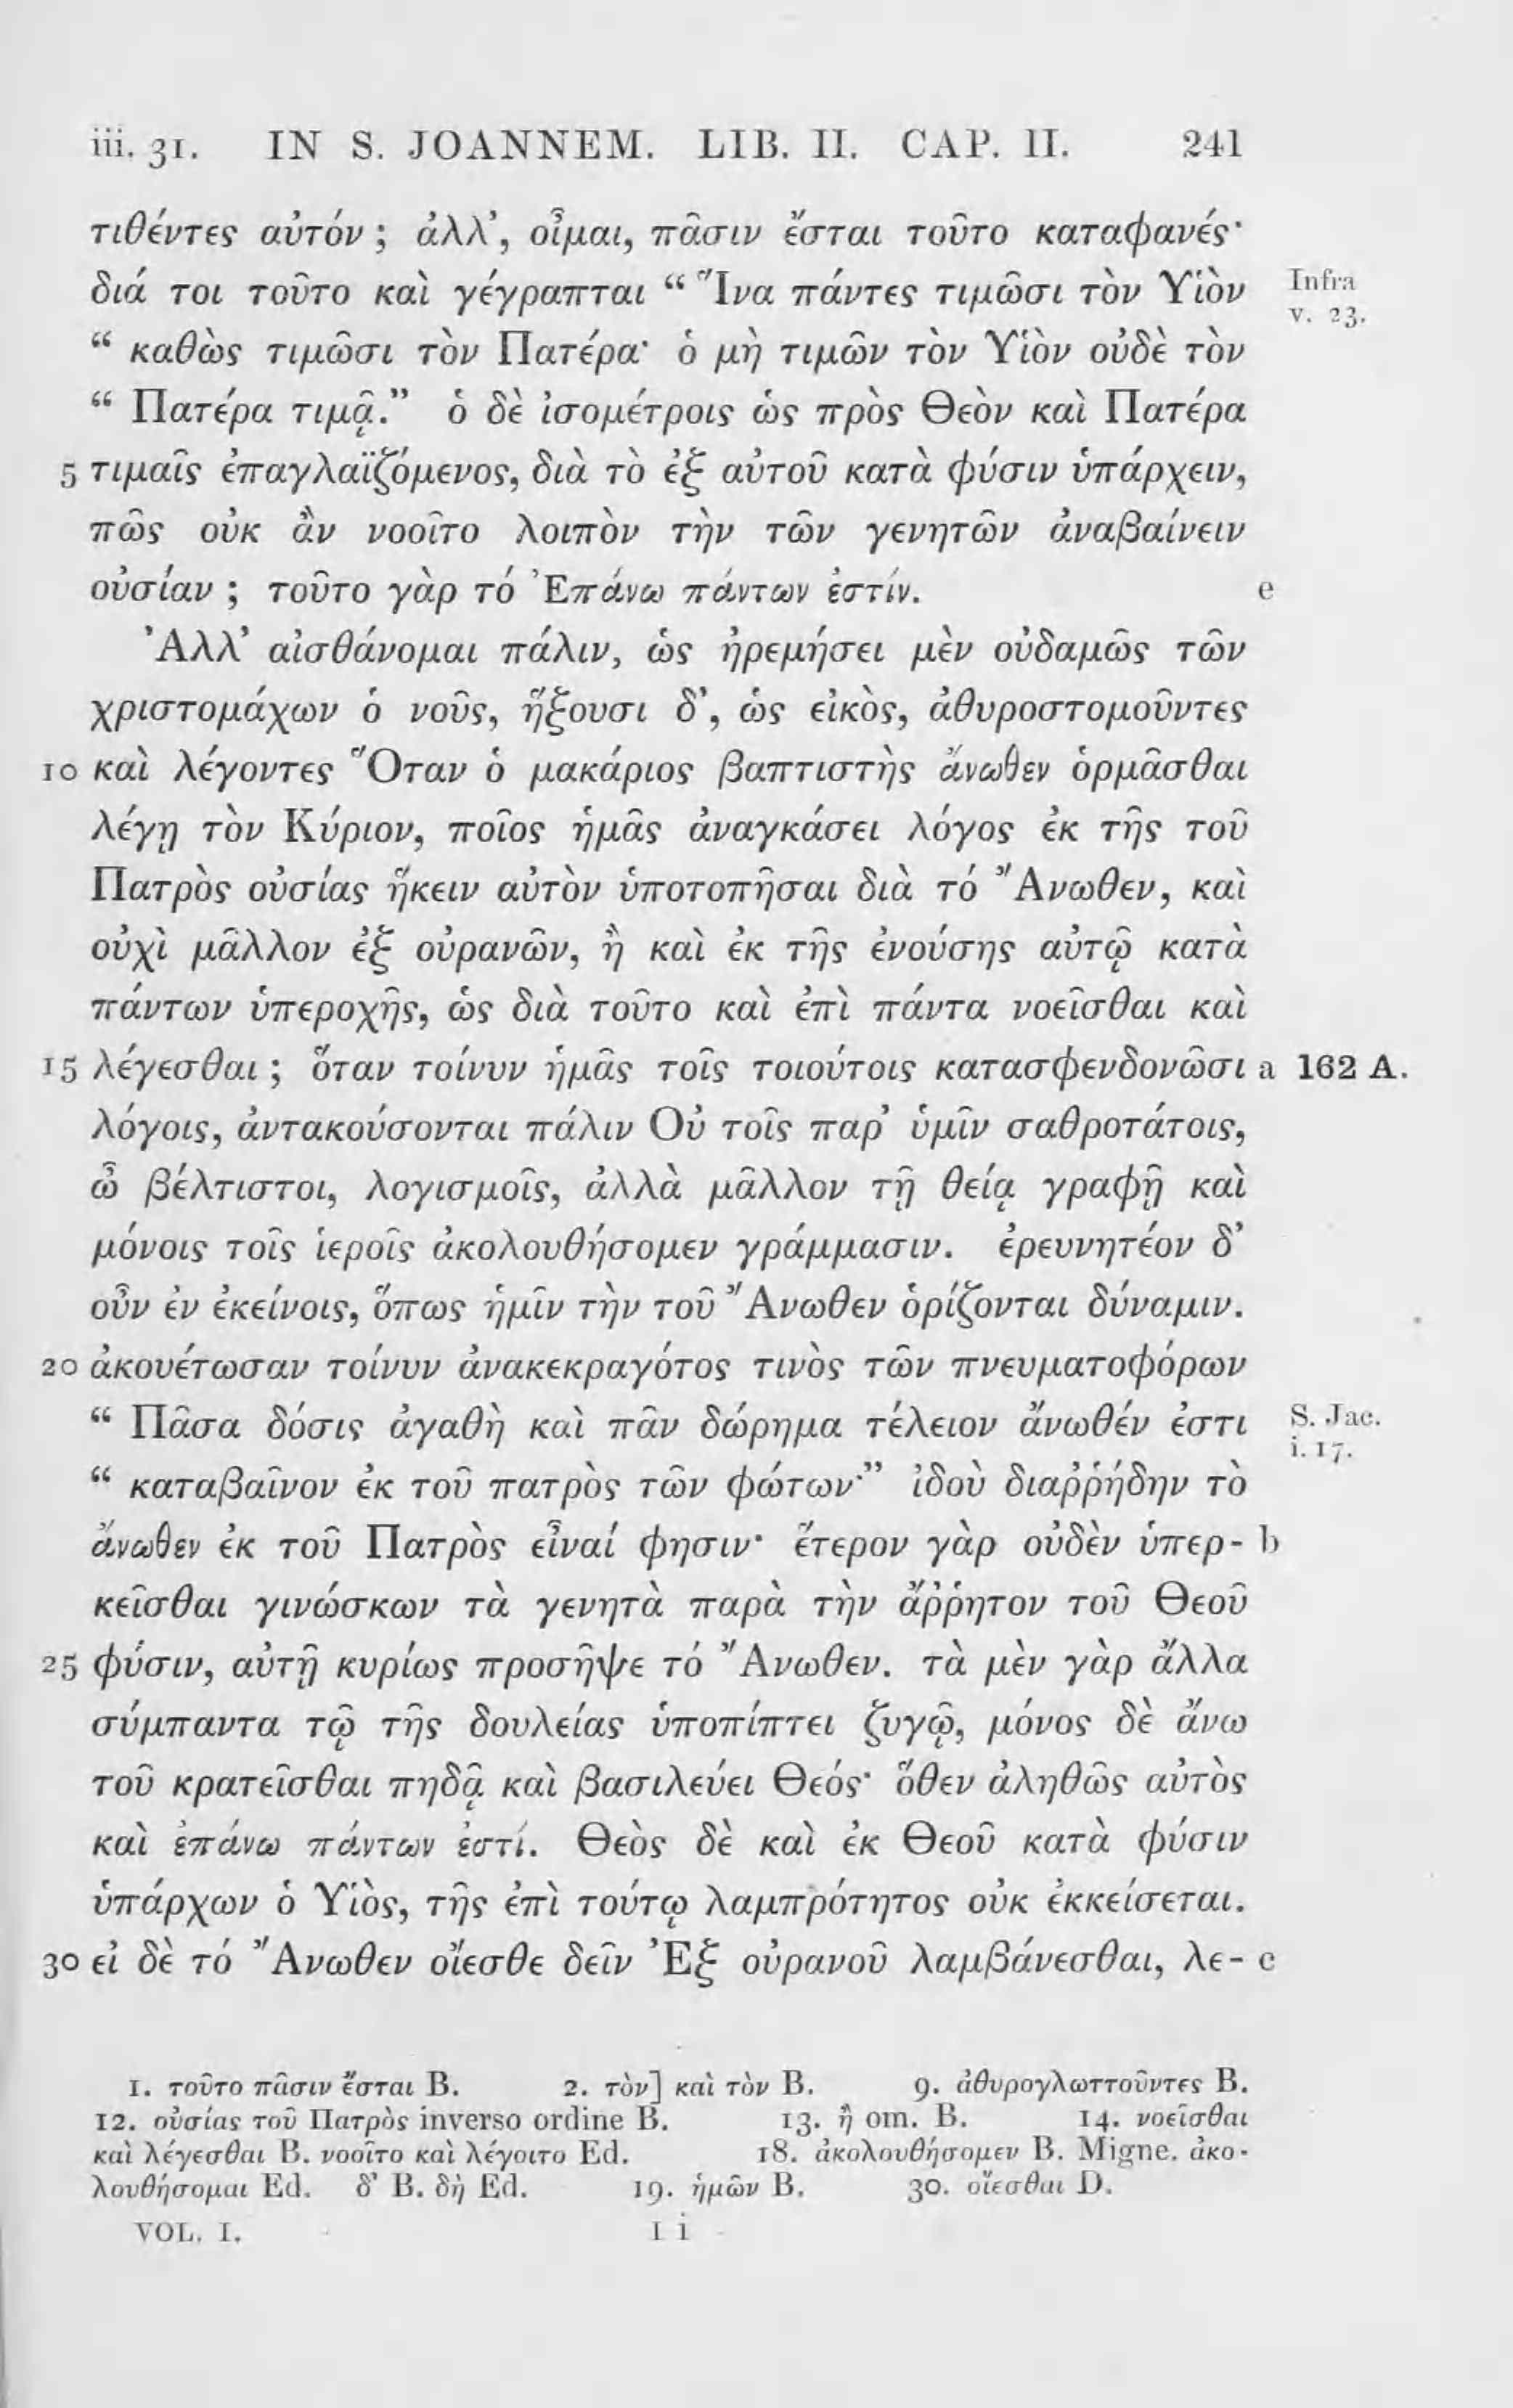 iii. 31. IN S. JOANNEM. LIB. II. CAP. II. 241
τιθέντες αὐτόν ; ἀλλ’, οἶμαι, πᾶσιν ἔσται τοῦτο καταφανές·
διά τοι τοῦτο καὶ γέγραπται “ Ἵνα πάντες τιμῶσι τὸν Υἱὸν Infra v. 23.
“ καθὼς τιμῶσι τὸν Πατέρα· ὁ μὴ τιμῶν τὸν Υἱὸν οὐδὲ τὸν
“ Πατέρα τιμᾷ.” ὁ δὲ ἰσομέτροις ὡς πρὸς Θεὸν καὶ Πατέρα
5 τιμαῖς ἐπαγλαϊζόμενος, διὰ τὸ ἐξ αὐτοῦ κατὰ φύσιν ὑπάρχειν,
πῶς οὐκ ἂν νοοῖτο λοιπὸν τὴν τῶν γενητῶν ἀναβαίνειν
οὐσίαν ; τοῦτο γὰρ τό Ἐπάνω πάντων ἐστίν. e
Ἀλλ’ αἰσθάνομαι πάλιν, ὡς ἠρεμήσει μὲν οὐδαμῶς τῶν
χριστομάχων ὁ νοῦς, ἥξουσι δ’, ὡς εἰκὸς, ἀθυροστομοῦντες
10 καὶ λέγοντες Ὅταν ὁ μακάριος βαπτιστὴς ἄνωθεν ὁρμᾶσθαι
λέγῃ τὸν Κύριον, ποῖος ἡμᾶς ἀναγκάσει λόγος ἐκ τῆς τοῦ
Πατρὸς οὐσίας ἥκειν αὐτὸν ὑποτοπῆσαι διὰ τό Ἄνωθεν, καὶ
οὐχὶ μᾶλλον ἐξ οὐρανῶν, ἢ καὶ ἐκ τῆς ἐνούσης αὐτῷ κατὰ
πάντων ὑπεροχῆς, ὡς διὰ τοῦτο καὶ ἐπὶ πάντα νοεῖσθαι καὶ
15 λέγεσθαι ; ὅταν τοίνυν ἡμᾶς τοῖς τοιούτοις κατασφενδονῶσι a 162 A.
λόγοις, ἀντακούσονται πάλιν Οὐ τοῖς παρ’ ὑμῖν σαθροτάτοις,
ὦ βέλτιστοι, λογισμοῖς, ἀλλὰ μᾶλλον τῇ θείᾳ γραφῇ καὶ
μόνοις τοῖς ἱεροῖς ἀκολουθήσομεν γράμμασιν. ἐρευνητέον δ’
οὖν ἐν ἐκείνοις, ὅπως ἡμῖν τὴν τοῦ Ἄνωθεν ὁρίζονται δύναμιν.
20 ἀκουέτωσαν τοίνυν ἀνακεκραγότος τινὸς τῶν πνευματοφόρων
“ Πᾶσα δόσις ἀγαθὴ καὶ πᾶν δώρημα τέλειον ἄνωθέν ἐστι S. Jac. i. 17.
“ καταβαῖνον ἐκ τοῦ πατρὸς τῶν φώτων·” ἰδοὺ διαῤῥήδην τὸ
ἄνωθεν ἐκ τοῦ Πατρὸς εἶναί φησιν· ἕτερον γὰρ οὐδὲν ὑπερ- b
κεῖσθαι γινώσκων τὰ γενητὰ παρὰ τὴν ἄῤῥητον τοῦ Θεοῦ
25 φύσιν, αὐτῇ κυρίως προσῆψε τό Ἄνωθεν. τὰ μὲν γὰρ ἄλλα
σύμπαντα τῷ τῆς δουλείας ὑποπίπτει ζυγῷ, μόνος δὲ ἄνω
τοῦ κρατεῖσθαι πηδᾷ καὶ βασιλεύει Θεός· ὅθεν ἀληθῶς αὐτὸς
καὶ ἐπάνω πάντων ἐστί. Θεὸς δὲ καὶ ἐκ Θεοῦ κατὰ φύσιν
ὑπάρχων ὁ Υἱὸς, τῆς ἐπὶ τούτῳ λαμπρότητος οὐκ ἐκκείσεται.
30 εἰ δὲ τό Ἄνωθεν οἴεσθε δεῖν Ἐξ οὐρανοῦ λαμβάνεσθαι, λε- c
1. τοῦτο πᾶσιν ἔσται B. 2. τὸν] καὶ τὸν B. 9. ἀθυρογλωττοῦντες B.
12. οὐσίας τοῦ Πατρὸς inverso ordine B. 13. ἢ om. B. 14. νοεῖσθαι
καὶ λέγεσθαι B. νοοῖτο καὶ λέγοιτο Ed. 18. ἀκολουθήσομεν B. Migne. ἀκο-
λουθήσομαι Ed. δ’ B. δὴ Ed. 19. ἡμῶν B. 30. οἴεσθαι D.
VOL. I. I i